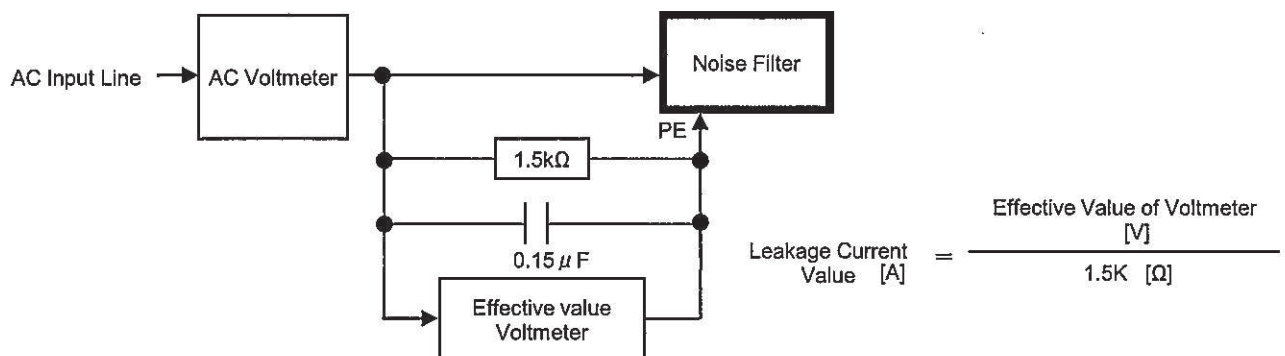 AC Input Line
AC Voltmeter
Noise Filter
PE
1.5kΩ
0.15 μ F
Effective value
Voltmeter
Leakage Current
Value [A]
=
Effective Value of Voltmeter
[V]
1.5K [Ω]